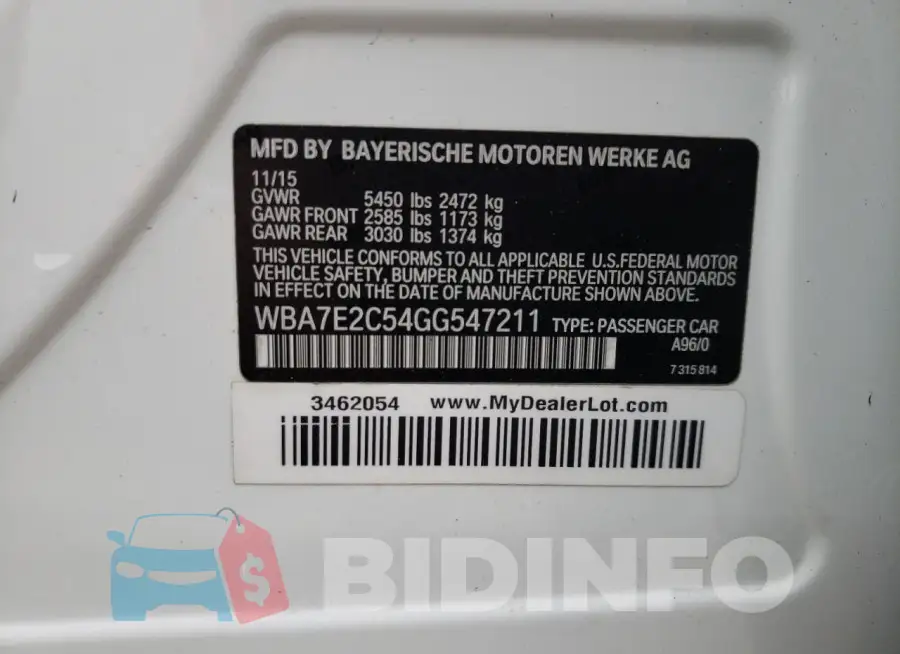 MFD BY BAYERISCHE MOTOREN WERKE AG
11/15
GVWR 5450 lbs 2472 kg
GAWR FRONT 2585 lbs 1173 kg
GAWR REAR 3030 lbs 1374 kg
THIS VEHICLE CONFORMS TO ALL APPLICABLE U.S.FEDERAL MOTOR
VEHICLE SAFETY, BUMPER AND THEFT PREVENTION STANDARDS
IN EFFECT ON THE DATE OF MANUFACTURE SHOWN ABOVE.
WBA7E2C54GG547211 TYPE: PASSENGER CAR
A96/0
7 315 814
3462054 www.MyDealerLot.com
$ BIDINFO